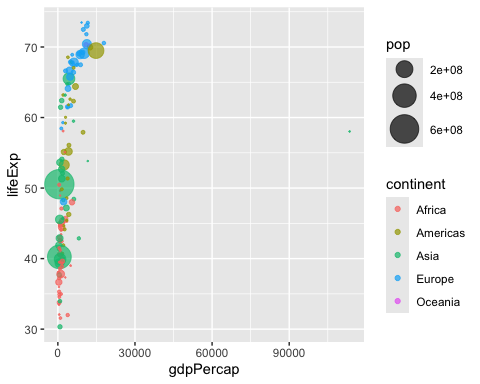 70
60
50
40
30
lifeExp
0
30000
60000
90000
gdpPercap
pop
2e+08
4e+08
6e+08
continent
Africa
Americas
Asia
Europe
Oceania